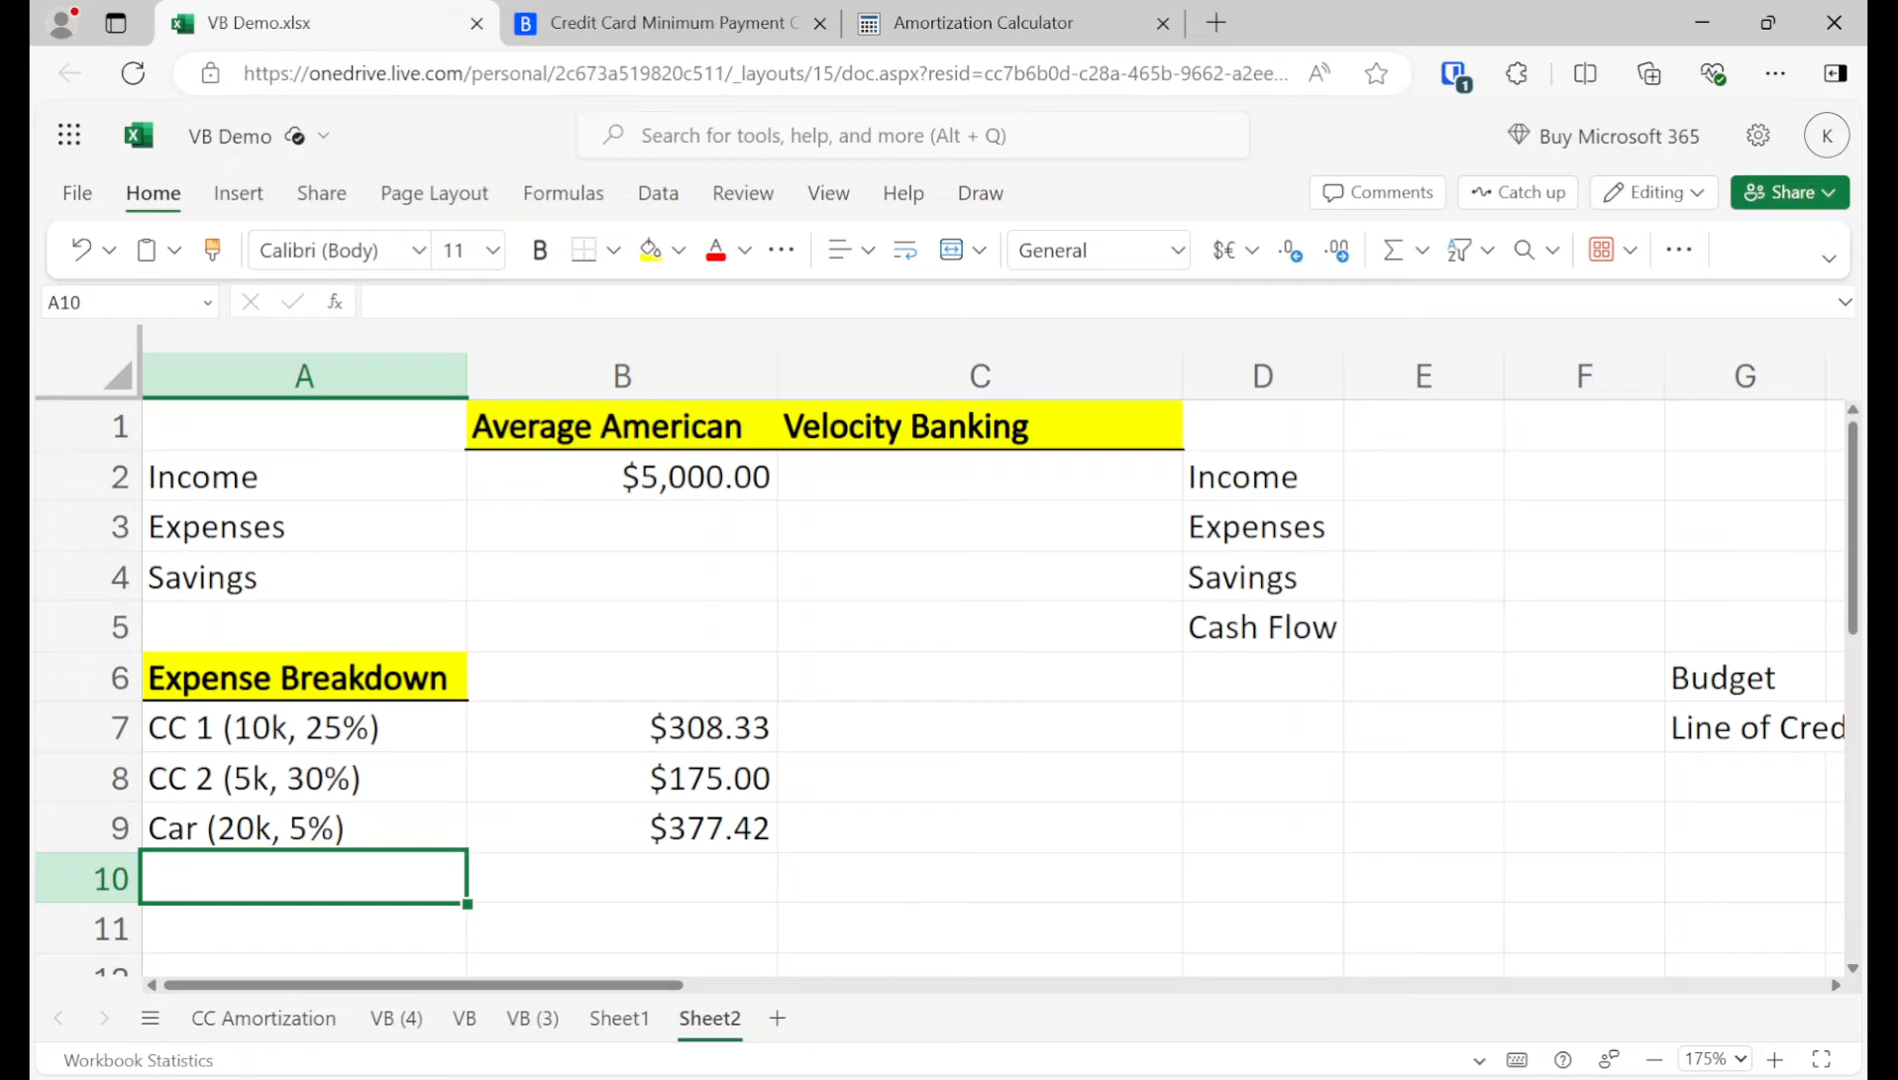 VB Demo.xlsx
Credit Card Minimum Payment C
Amortization Calculator
https://onedrive.live.com/personal/2c673a519820c511/_layouts/15/doc.aspx?resid=cc7b6b0d-c28a-465b-9662-a2ee...
VB Demo
Search for tools, help, and more (Alt + Q)
Buy Microsoft 365
K
File Home Insert Share Page Layout Formulas Data Review View Help Draw
Comments Catch up Editing Share
Calibri (Body) 11 B General
A10
A B C D E F G
1 Average American Velocity Banking
2 Income $5,000.00 Income
3 Expenses Expenses
4 Savings Savings
5 Cash Flow
6 Expense Breakdown Budget
7 CC 1 (10k, 25%) $308.33 Line of Cred
8 CC 2 (5k, 30%) $175.00
9 Car (20k, 5%) $377.42
10
11
CC Amortization VB (4) VB VB (3) Sheet1 Sheet2
Workbook Statistics 175%